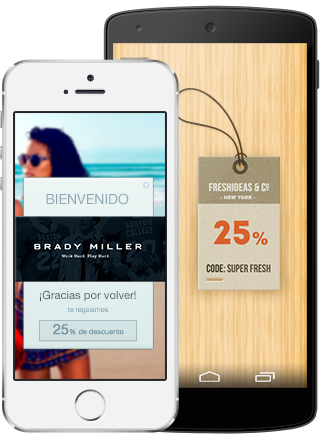 BIENVENIDO
BRADY MILLER
Work Hard. Play Hard.
¡Gracias por volver!
te regalamos
25% de descuento
FRESHIDEAS & Cº
- NEW YORK -
25%
CODE: SUPER FRESH